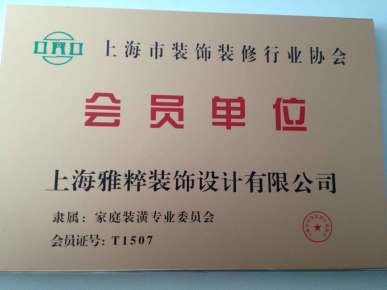 上海市装饰装修行业协会
会员单位
上海雅粹装饰设计有限公司
隶属：家庭装潢专业委员会
会员证号：T1507